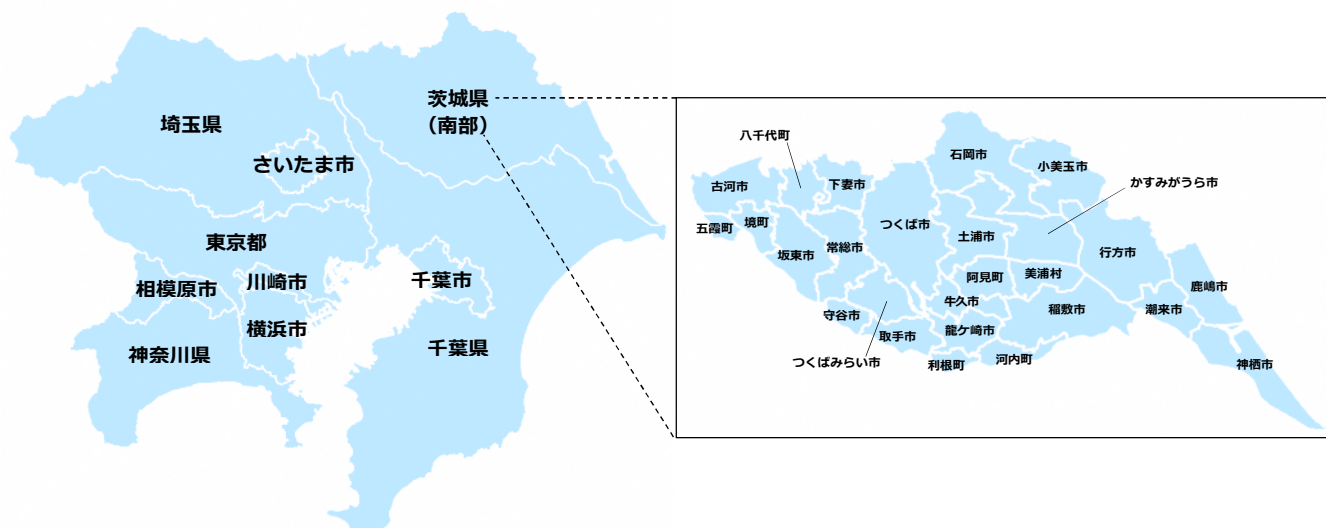 茨城県
（南部）
埼玉県
さいたま市
東京都
川崎市
相模原市
千葉市
横浜市
神奈川県
千葉県
八千代町
石岡市
小美玉市
古河市
下妻市
かすみがうら市
五霞町
境町
つくば市
土浦市
坂東市
常総市
行方市
阿見町
美浦村
鹿嶋市
牛久市
稲敷市
潮来市
守谷市
取手市
龍ケ崎市
つくばみらい市
利根町
河内町
神栖市